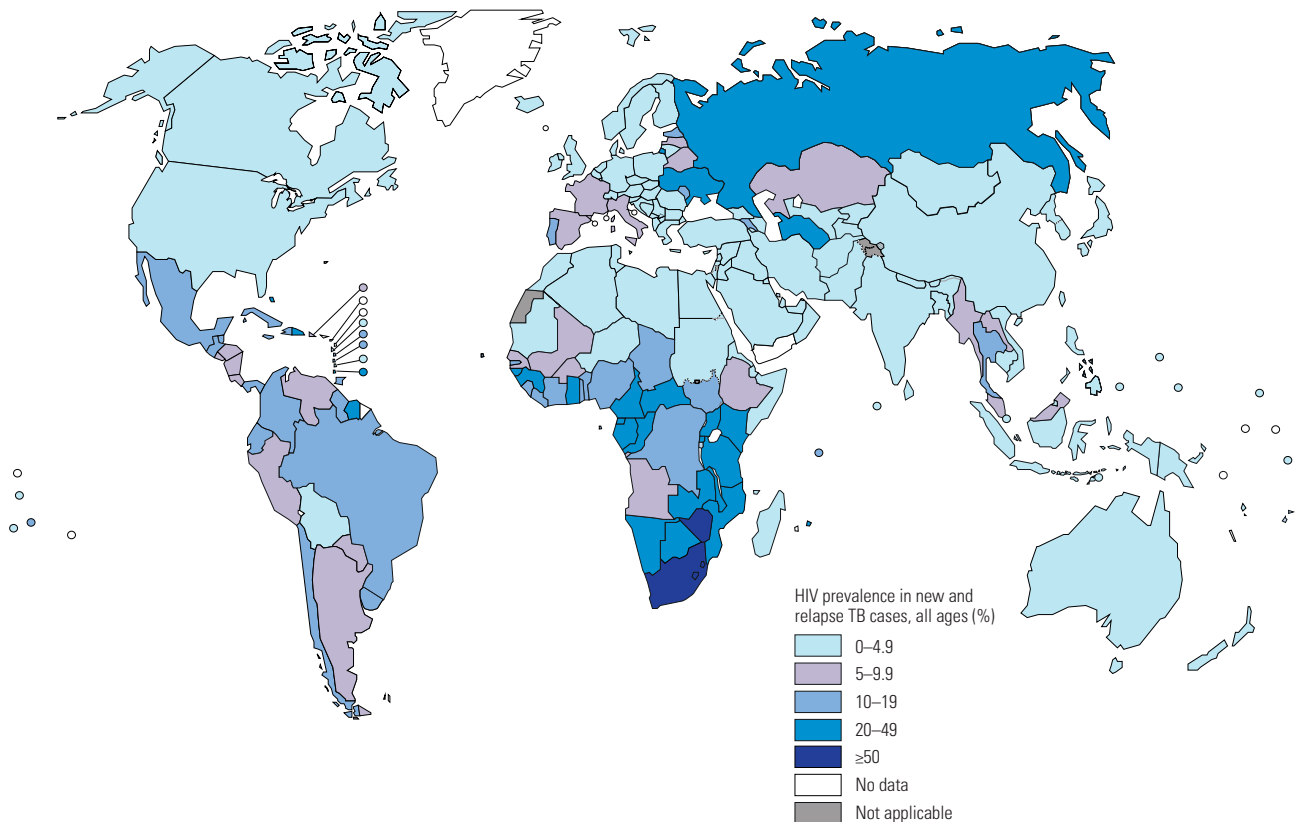 HIV prevalence in new and
relapse TB cases, all ages (%)
0–4.9
5–9.9
10–19
20–49
≥50
No data
Not applicable